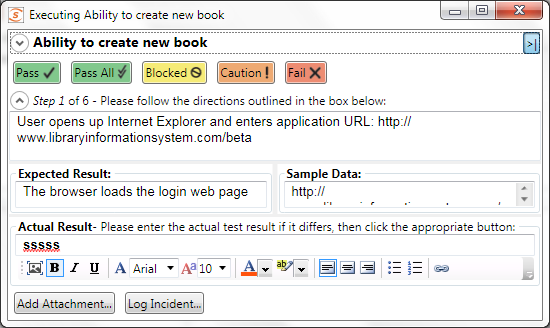 Executing Ability to create new book
Ability to create new book
>|
Pass Pass All Blocked Caution ! Fail
Step 1 of 6 - Please follow the directions outlined in the box below:
User opens up Internet Explorer and enters application URL: http://
www.libraryinformationsystem.com/beta
Expected Result:
The browser loads the login web page
Sample Data:
http://
Actual Result- Please enter the actual test result if it differs, then click the appropriate button:
sssss
B I U A Arial Aa 10 A ab
Add Attachment... Log Incident...